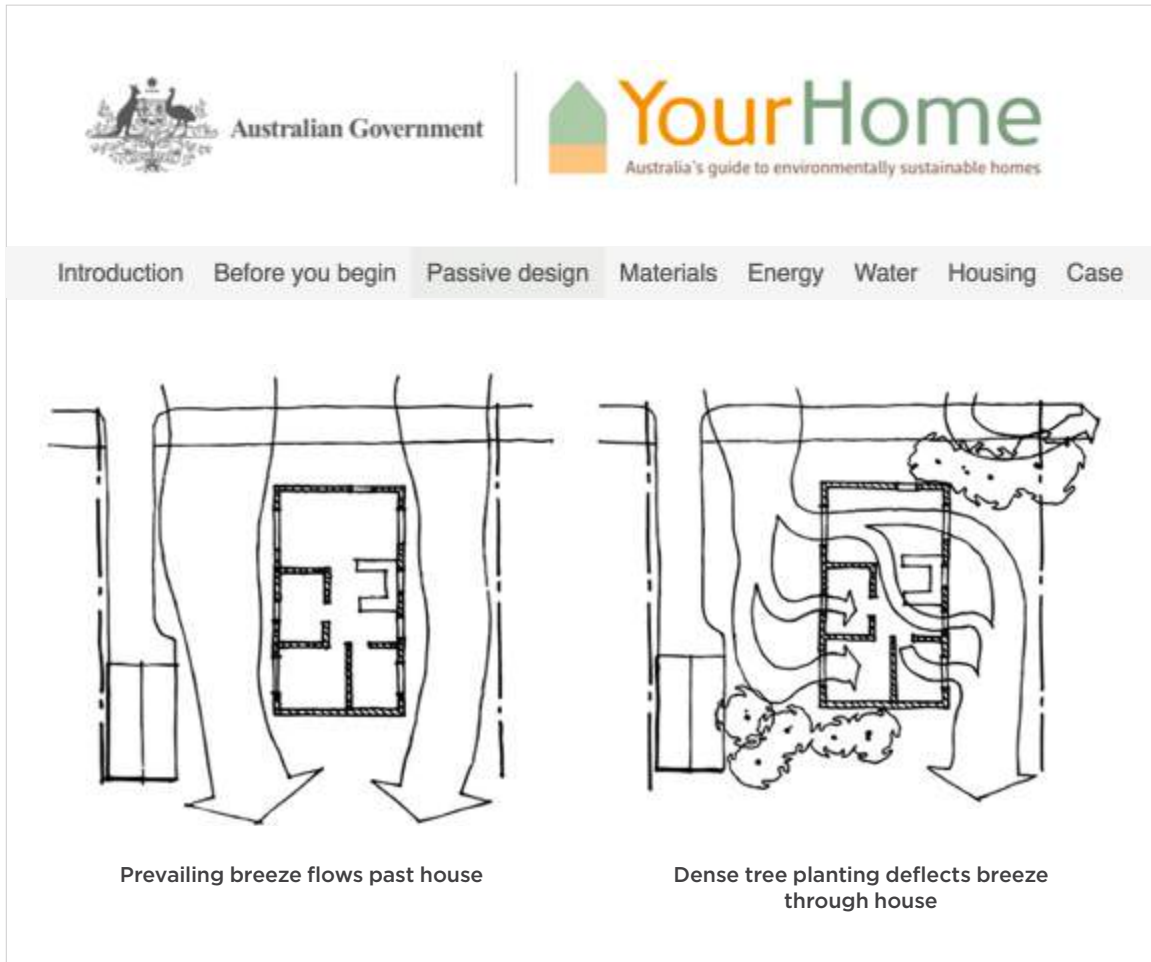 Australian Government
YourHome
Australia's guide to environmentally sustainable homes
Introduction Before you begin Passive design Materials Energy Water Housing Case
Prevailing breeze flows past house
Dense tree planting deflects breeze
through house